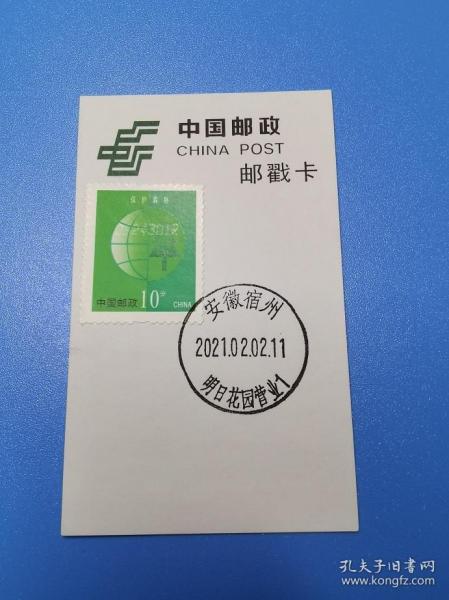 中国邮政
CHINA POST
邮戳卡
保护森林
中国邮政 10分 CHINA
安徽宿州
2021.02.02.11
明日花园营业1
孔夫子旧书网
www.kongfz.com